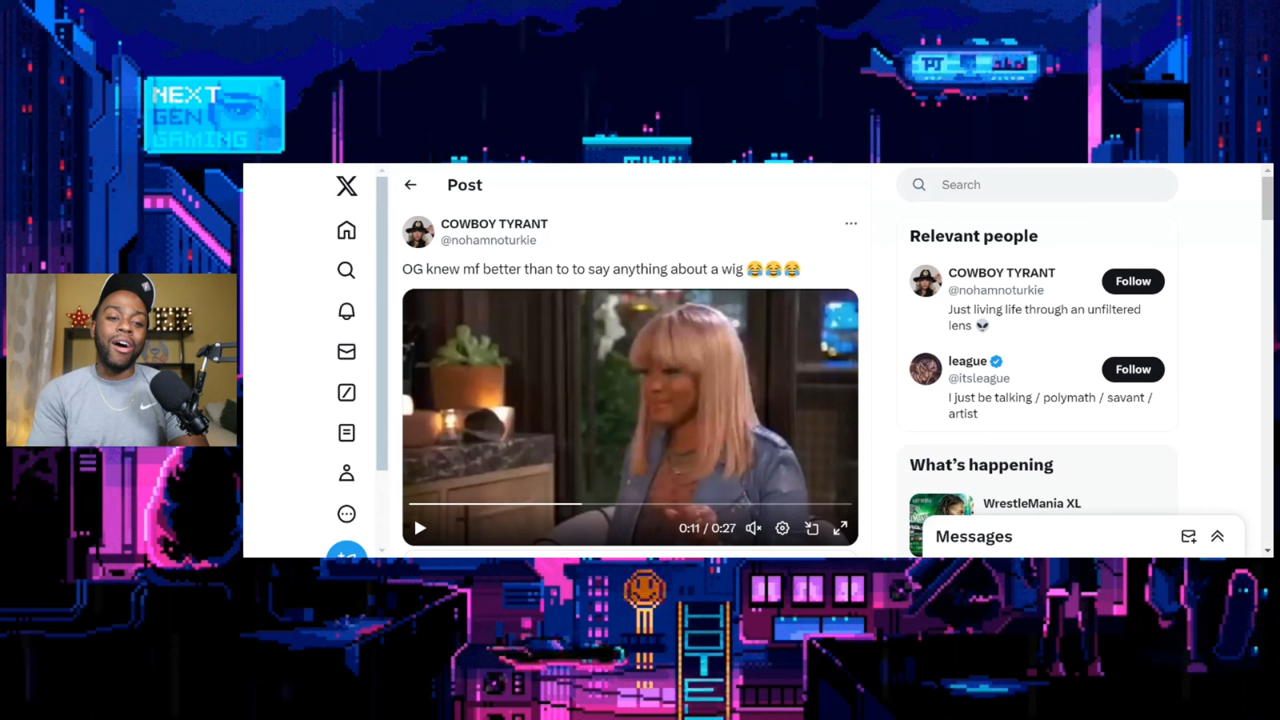 NEXT
GEN
GAMING
Post
Search
COWBOY TYRANT
@nohamnoturkie
OG knew mf better than to to say anything about a wig 😂😂😂
0:11 / 0:27
Relevant people
COWBOY TYRANT
@nohamnoturkie
Follow
Just living life through an unfiltered
lens 👽
league
@itsleague
Follow
I just be talking / polymath / savant /
artist
What's happening
WrestleMania XL
Messages
HOTE